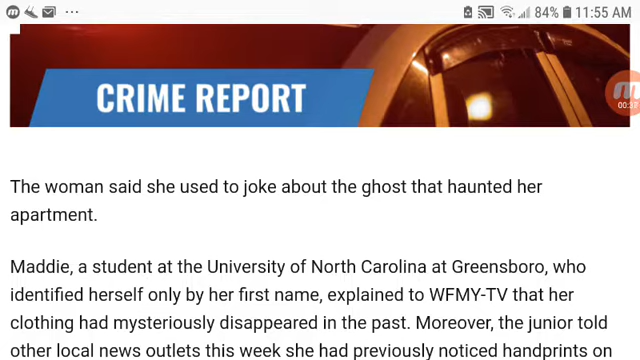 84% 11:55 AM
CRIME REPORT
00:37
The woman said she used to joke about the ghost that haunted her
apartment.
Maddie, a student at the University of North Carolina at Greensboro, who
identified herself only by her first name, explained to WFMY-TV that her
clothing had mysteriously disappeared in the past. Moreover, the junior told
other local news outlets this week she had previously noticed handprints on